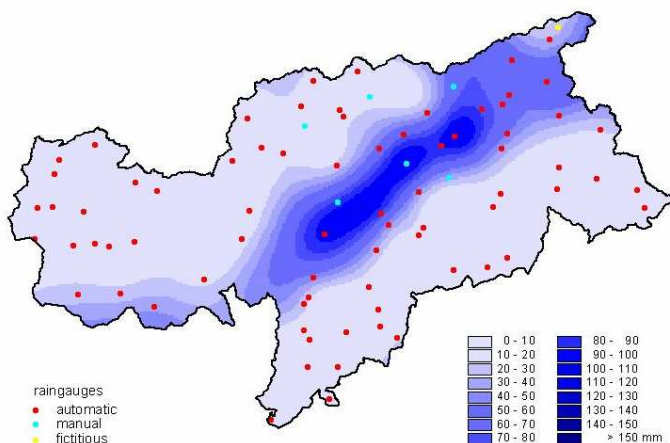 raingauges
automatic
manual
fictitious
0 - 10
10 - 20
20 - 30
30 - 40
40 - 50
50 - 60
60 - 70
70 - 80
80 - 90
90 - 100
100 - 110
110 - 120
120 - 130
130 - 140
140 - 150
> 150 mm